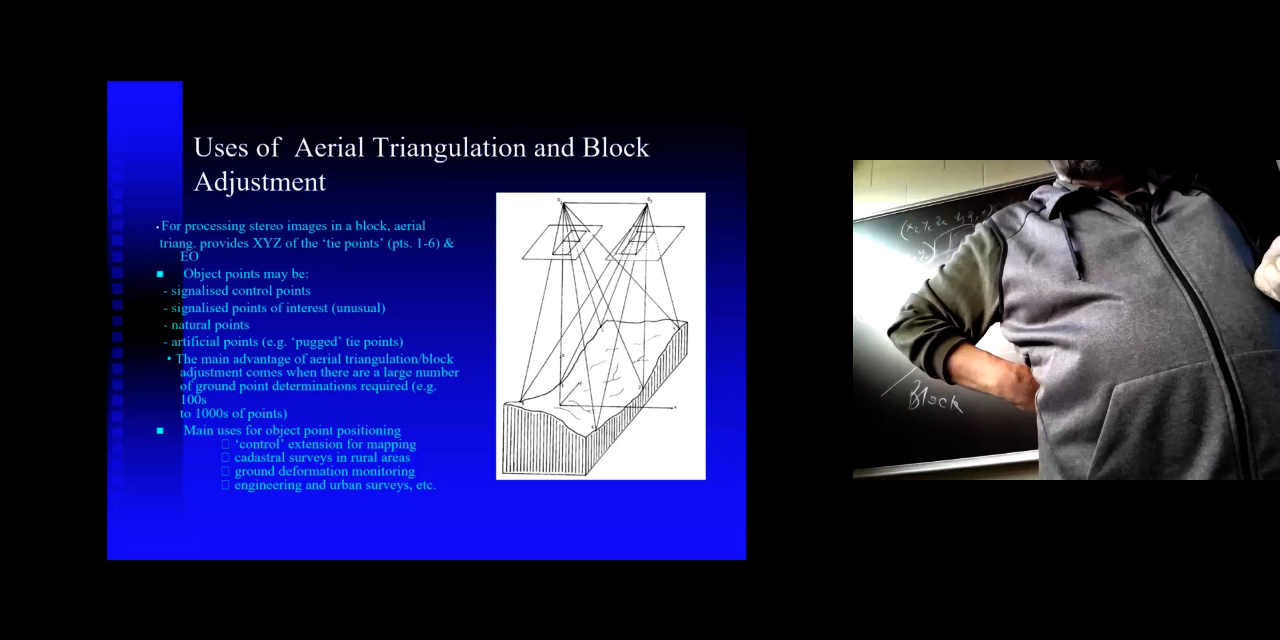 Uses of Aerial Triangulation and Block
Adjustment
• For processing stereo images in a block, aerial
triang. provides XYZ of the ‘tie points’ (pts. 1-6) &
EO
■ Object points may be:
- signalised control points
- signalised points of interest (unusual)
- natural points
- artificial points (e.g. ‘pugged’ tie points)
• The main advantage of aerial triangulation/block
adjustment comes when there are a large number
of ground point determinations required (e.g.
100s
to 1000s of points)
■ Main uses for object point positioning
□ ‘control’ extension for mapping
□ cadastral surveys in rural areas
□ ground deformation monitoring
□ engineering and urban surveys, etc.
Block